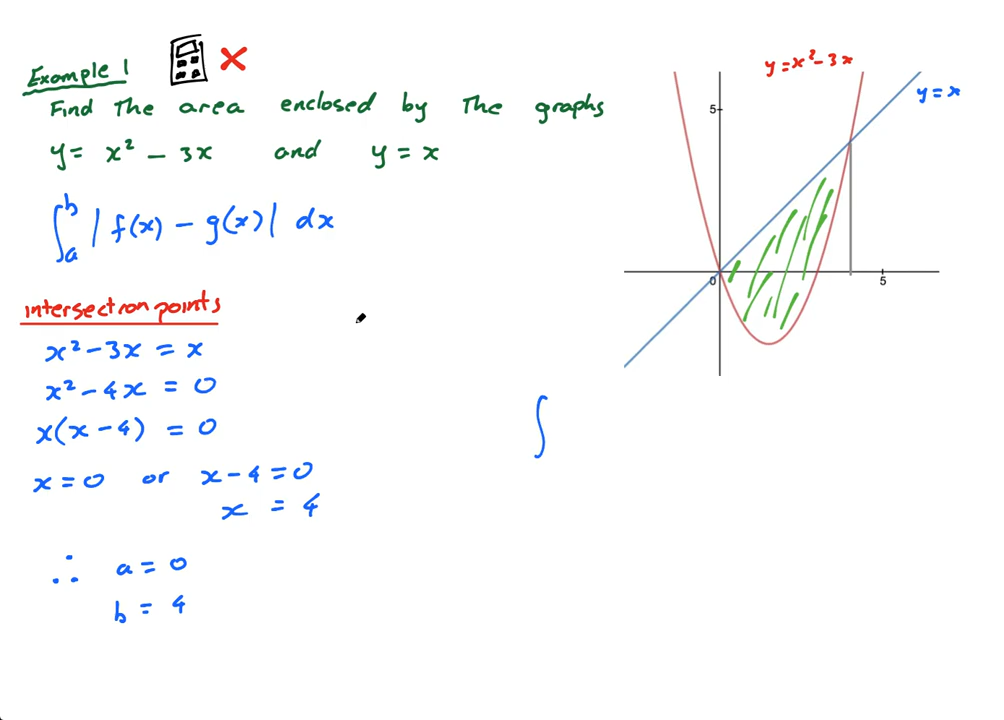 Example 1
Find the area enclosed by the graphs
y = x² - 3x and y = x
∫ₐᵇ | f(x) - g(x) | dx
intersection points
x² - 3x = x
x² - 4x = 0
x(x - 4) = 0
x = 0 or x - 4 = 0
x = 4
∴ a = 0
b = 4
y = x² - 3x
y = x
5
0
5
∫